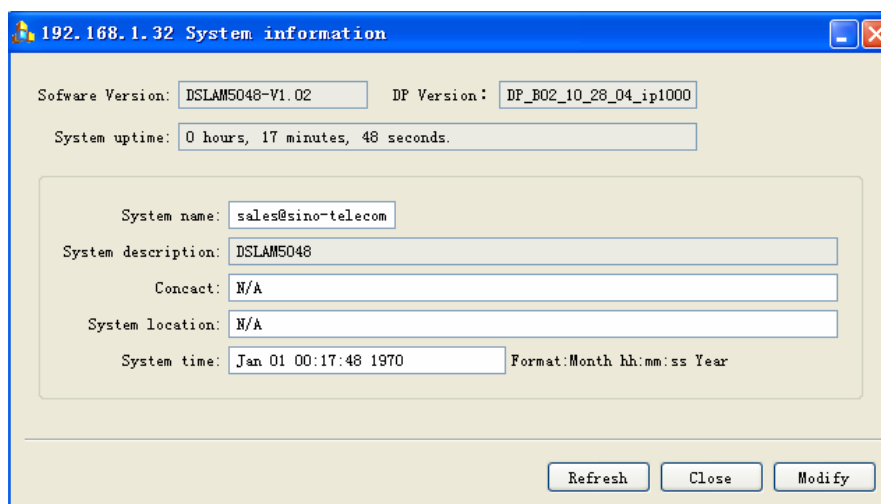 192.168.1.32 System information
Sofware Version: DSLAM5048-V1.02 DP Version: DP_B02_10_28_04_ip1000
System uptime: 0 hours, 17 minutes, 48 seconds.
System name: sales@sino-telecom
System description: DSLAM5048
Concact: N/A
System location: N/A
System time: Jan 01 00:17:48 1970 Format:Month hh:mm:ss Year
Refresh Close Modify